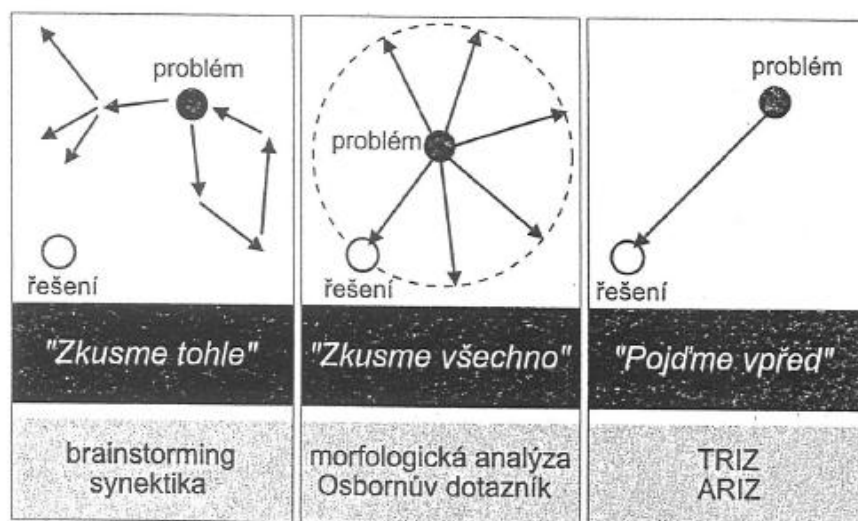 problém
řešení
"Zkusme tohle"
brainstorming
synektika
problém
řešení
"Zkusme všechno"
morfologická analýza
Osbornův dotazník
problém
řešení
"Pojďme vpřed"
TRIZ
ARIZ